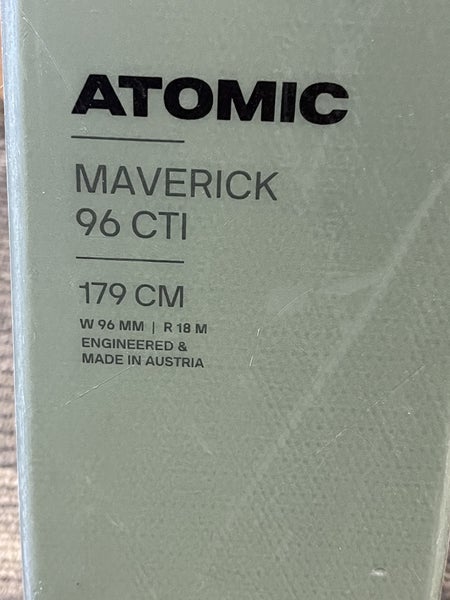 ATOMIC
MAVERICK
96 CTI
179 CM
W 96 MM | R 18 M
ENGINEERED &
MADE IN AUSTRIA